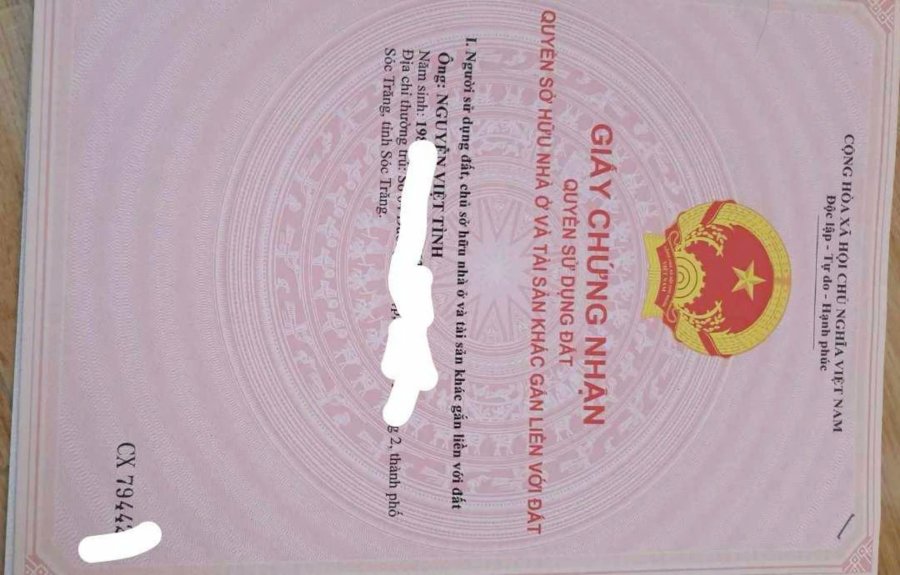 CỘNG HÒA XÃ HỘI CHỦ NGHĨA VIỆT NAM
Độc lập - Tự do - Hạnh phúc
GIẤY CHỨNG NHẬN
QUYỀN SỬ DỤNG ĐẤT
QUYỀN SỞ HỮU NHÀ Ở VÀ TÀI SẢN KHÁC GẮN LIỀN VỚI ĐẤT
I. Người sử dụng đất, chủ sở hữu nhà ở và tài sản khác gắn liền với đất
Ông: NGUYỄN VIỆT TÌNH
Năm sinh: 198
Địa chỉ thường trú: Số 2, thành phố
Sóc Trăng, tỉnh Sóc Trăng.
CX 7944